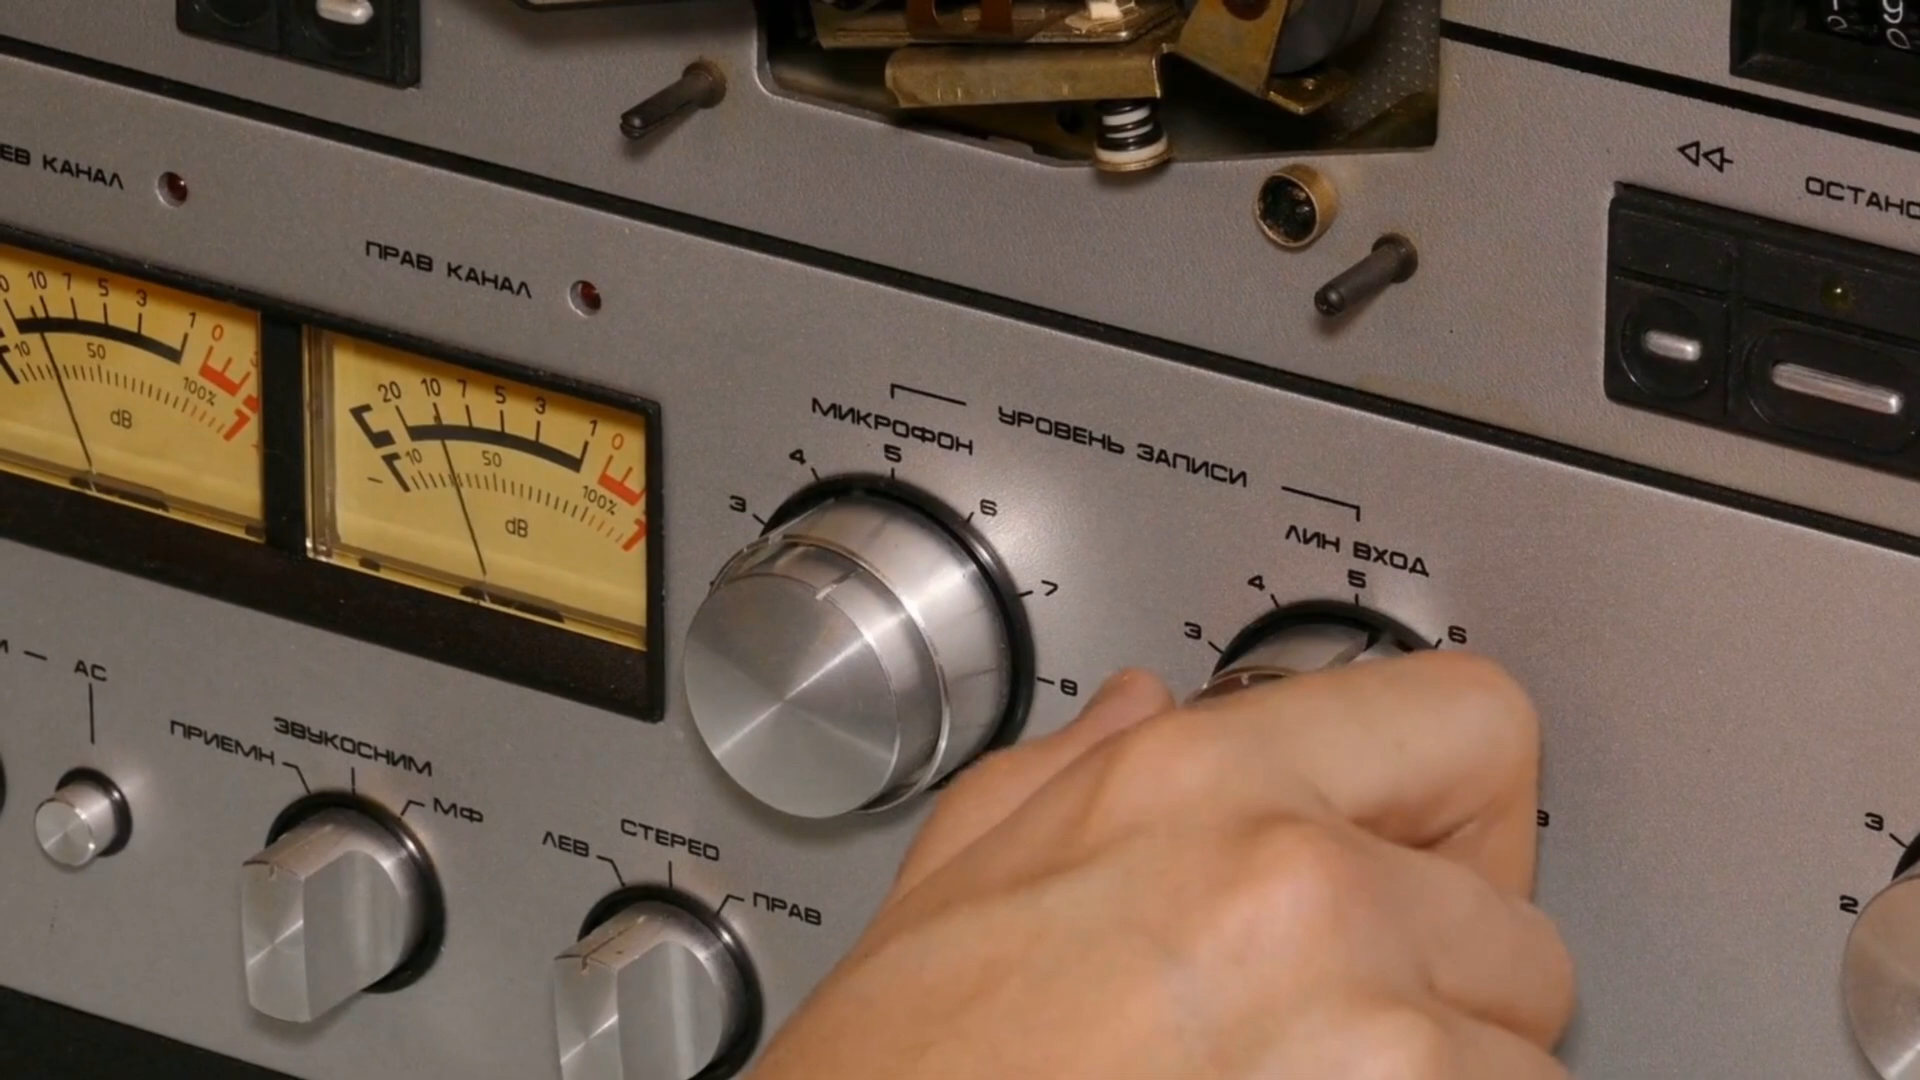 ЕВ КАНАЛ
ПРАВ КАНАЛ
10 7 5 3 1 0
10 50 100%
dB
20 10 7 5 3 1 0
10 50 100%
dB
УРОВЕНЬ ЗАПИСИ
МИКРОФОН
3 4 5 6 7 8
ЛИН ВХОД
3 4 5 6
ОСТАНО
АС
ПРИЕМН ЗВУКОСНИМ МФ
ЛЕВ СТЕРЕО ПРАВ
2 3